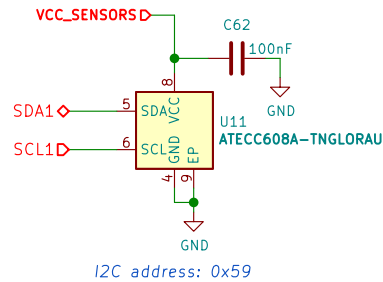 VCC_SENSORS
C62
100nF
GND
8
VCC
SDA1
5
SDA
SCL1
6
SCL
U11
ATECC608A-TNGLORAU
GND
EP
4
9
GND
I2C address: 0x59